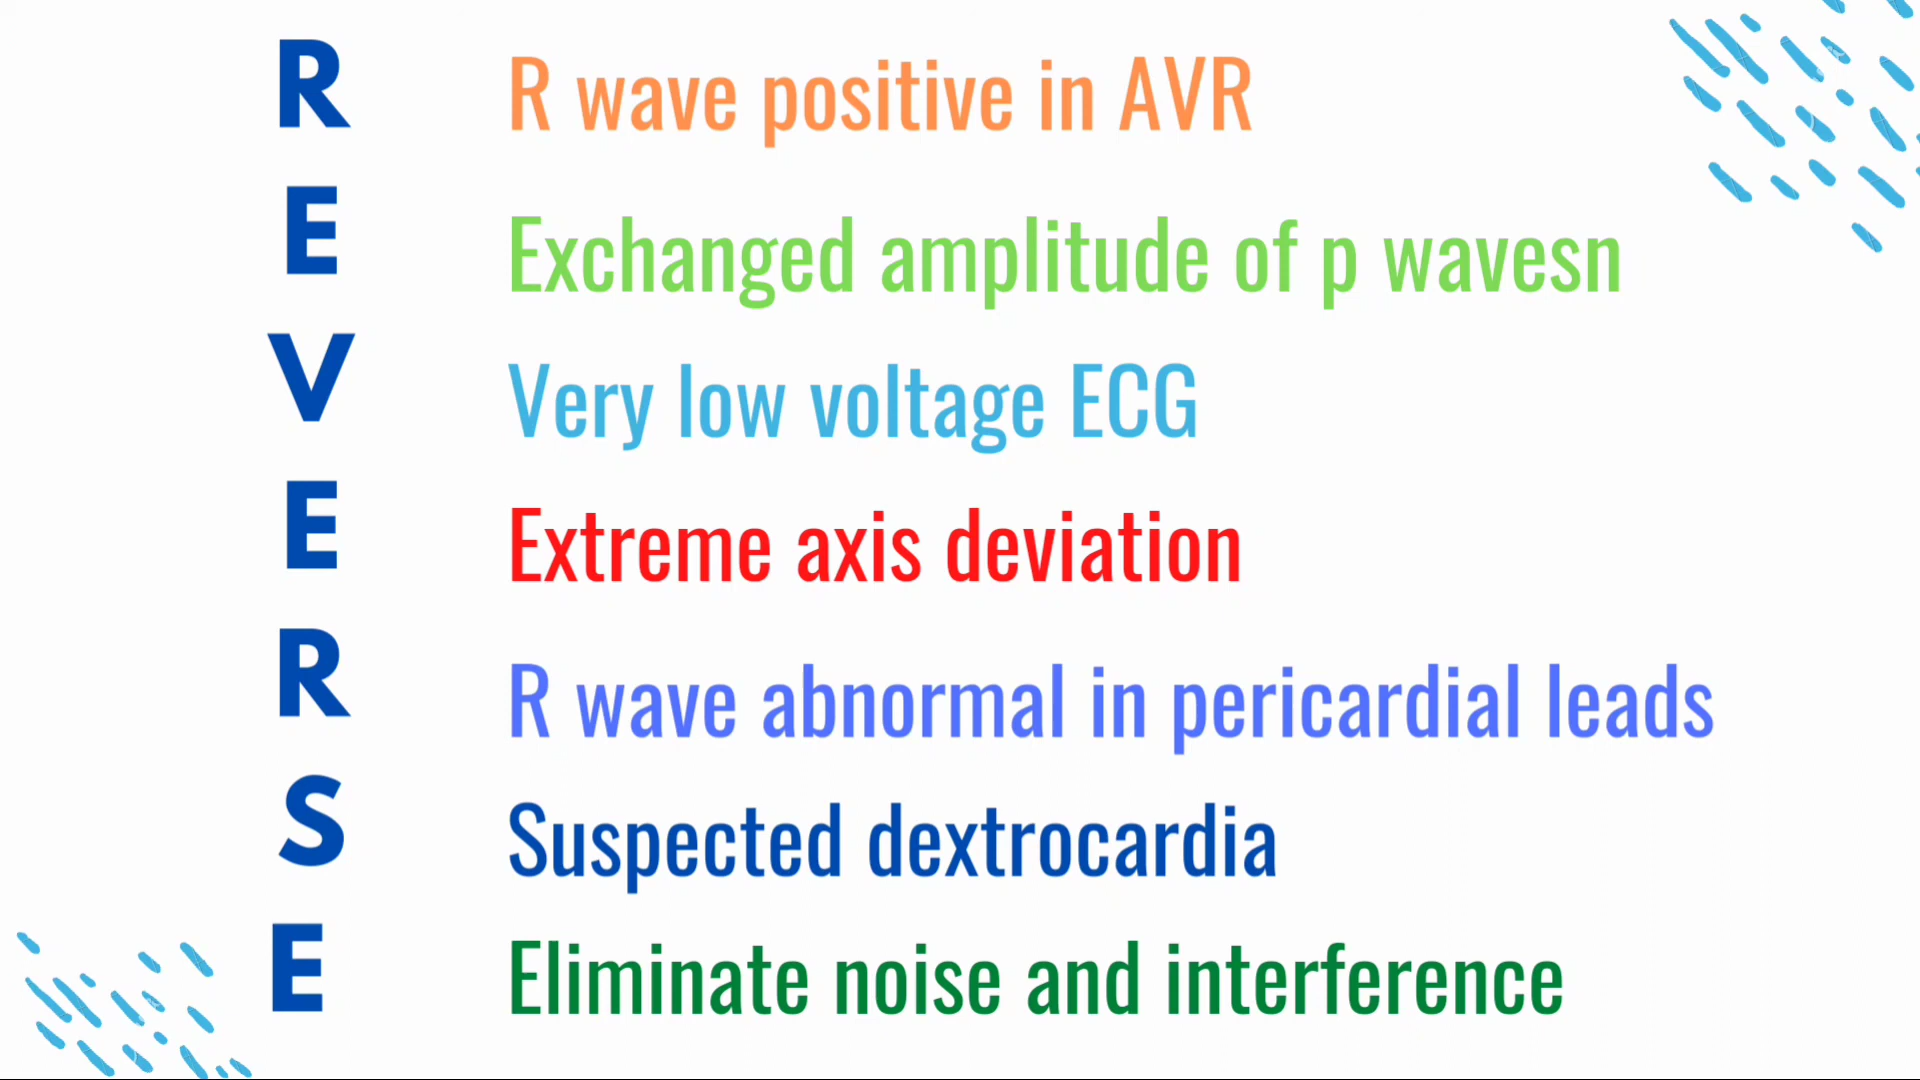 R R wave positive in AVR
E Exchanged amplitude of p wavesn
V Very low voltage ECG
E Extreme axis deviation
R R wave abnormal in pericardial leads
S Suspected dextrocardia
E Eliminate noise and interference